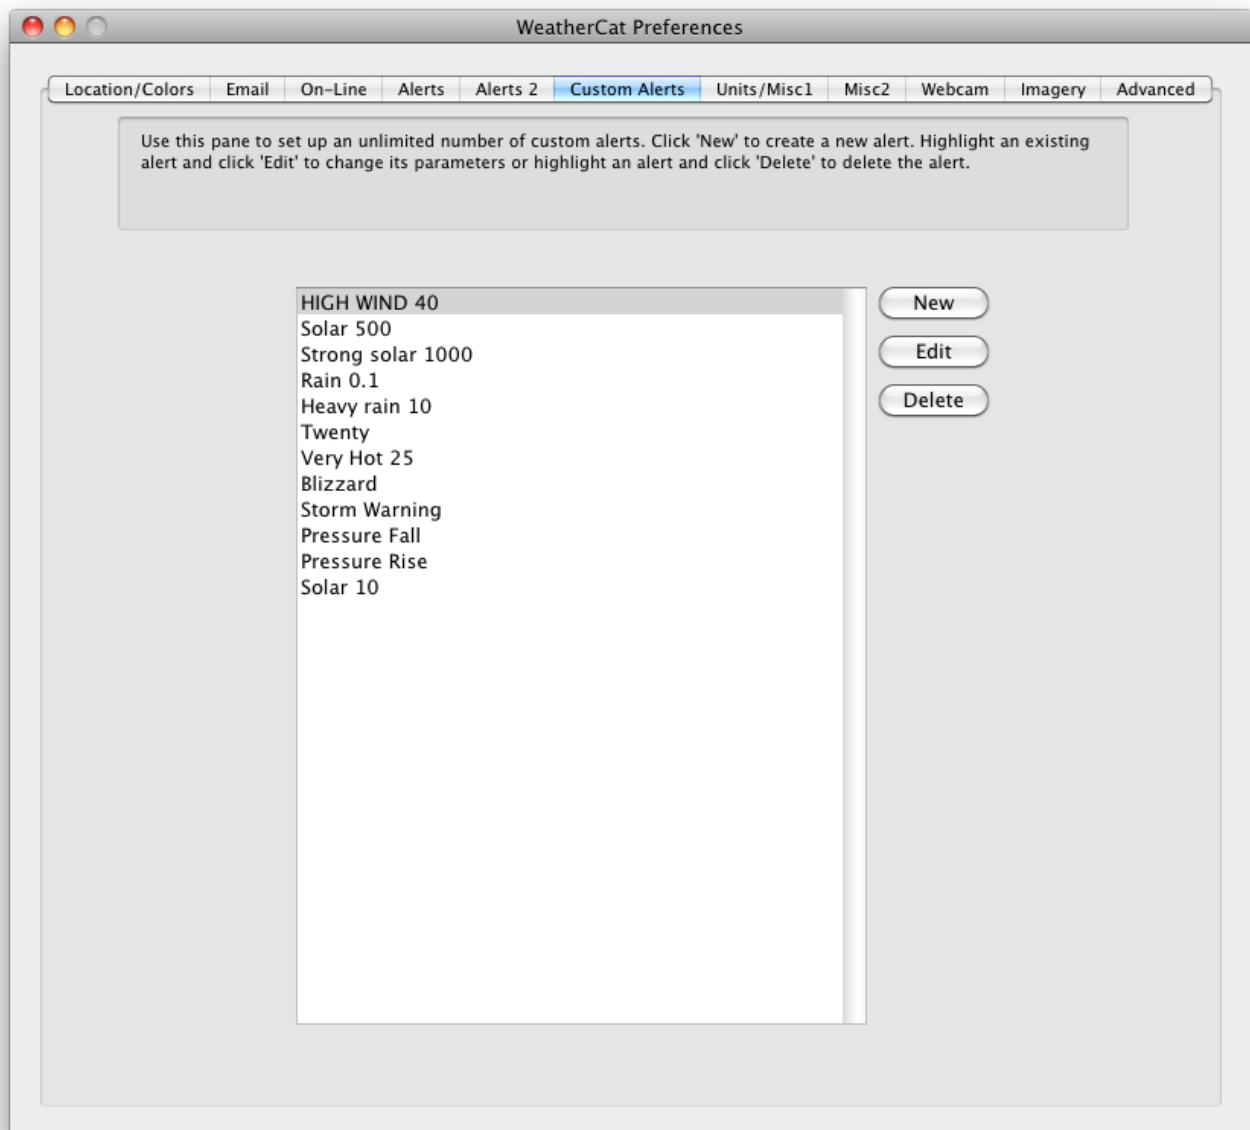 WeatherCat Preferences
Location/Colors Email On-Line Alerts Alerts 2 Custom Alerts Units/Misc1 Misc2 Webcam Imagery Advanced
Use this pane to set up an unlimited number of custom alerts. Click 'New' to create a new alert. Highlight an existing
alert and click 'Edit' to change its parameters or highlight an alert and click 'Delete' to delete the alert.
HIGH WIND 40
New
Solar 500
Strong solar 1000
Edit
Rain 0.1
Heavy rain 10
Delete
Twenty
Very Hot 25
Blizzard
Storm Warning
Pressure Fall
Pressure Rise
Solar 10